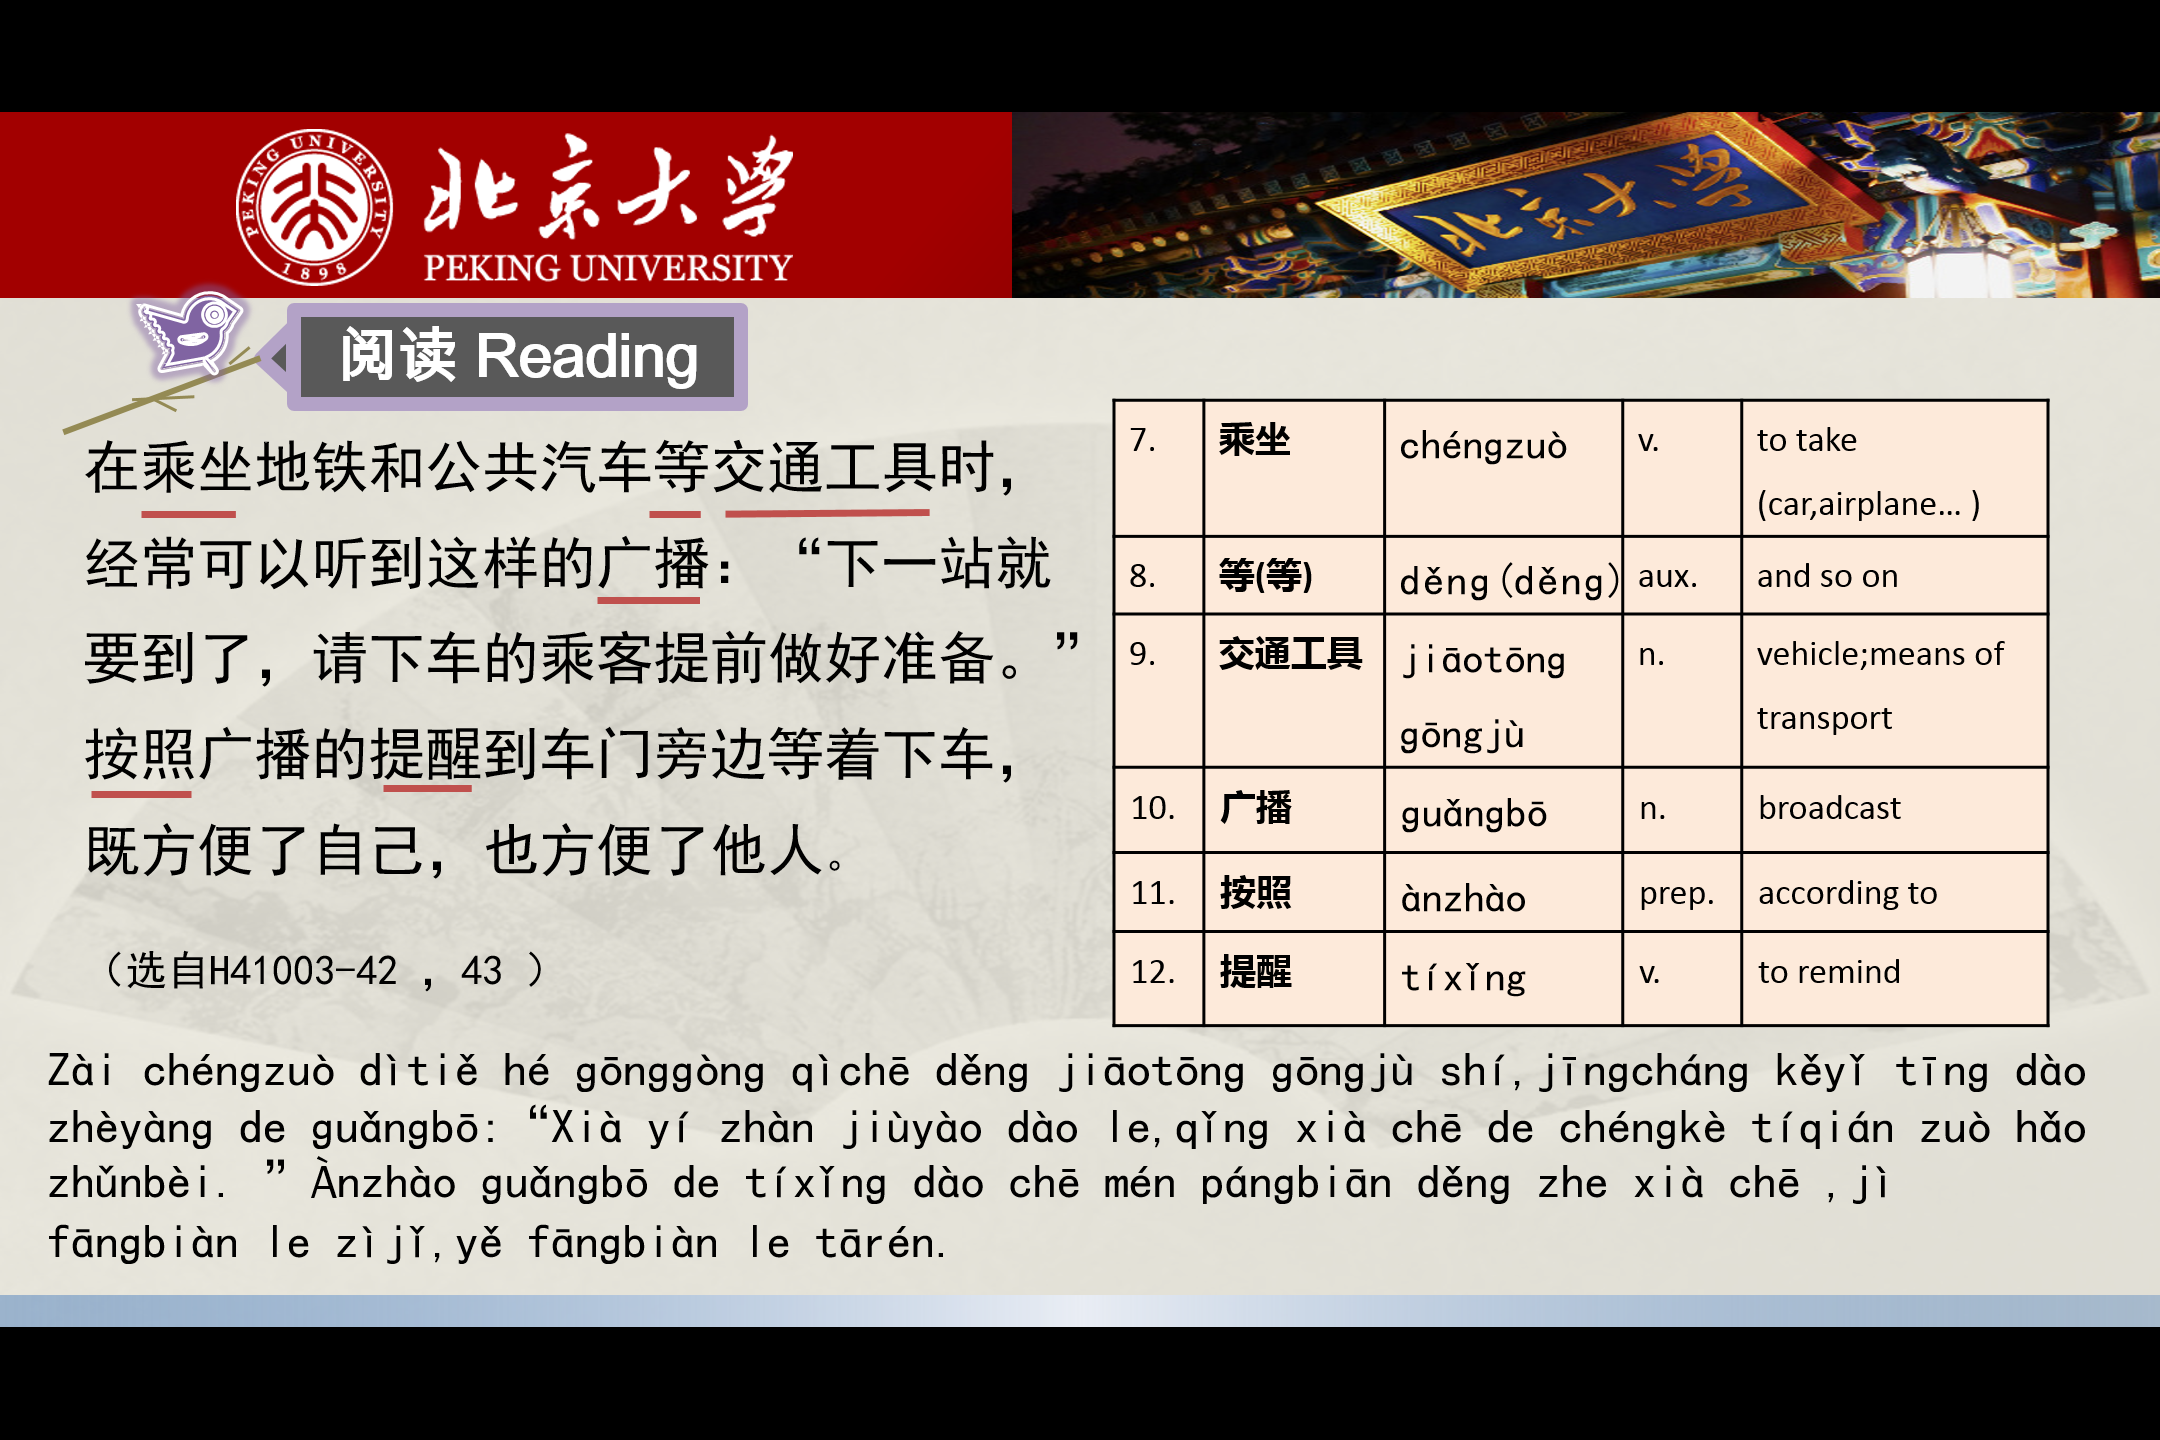 PEKING UNIVERSITY
1898
北京大学
PEKING UNIVERSITY
北京大学
阅读 Reading
在乘坐地铁和公共汽车等交通工具时，
经常可以听到这样的广播：“下一站就
要到了，请下车的乘客提前做好准备。”
按照广播的提醒到车门旁边等着下车，
既方便了自己，也方便了他人。
（选自H41003-42 ，43 ）
7. 乘坐 chéngzuò v. to take
(car,airplane... )
8. 等(等) děng(děng) aux. and so on
9. 交通工具 jiāotōng n. vehicle;means of
gōngjù transport
10. 广播 guǎngbō n. broadcast
11. 按照 ànzhào prep. according to
12. 提醒 tíxǐng v. to remind
Zài chéngzuò dìtiě hé gōnggòng qìchē děng jiāotōng gōngjù shí,jīngcháng kěyǐ tīng dào
zhèyàng de guǎngbō:“Xià yí zhàn jiùyào dào le,qǐng xià chē de chéngkè tíqián zuò hǎo
zhǔnbèi. ”Ànzhào guǎngbō de tíxǐng dào chē mén pángbiān děng zhe xià chē ,jì
fāngbiàn le zìjǐ,yě fāngbiàn le tārén.